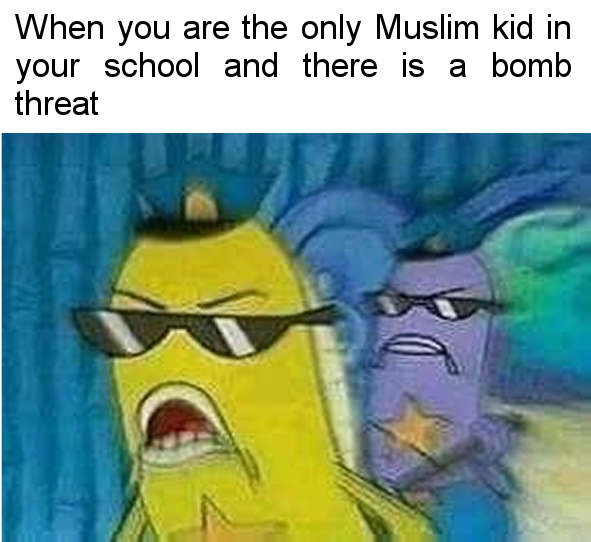 When you are the only Muslim kid in
your school and there is a bomb
threat